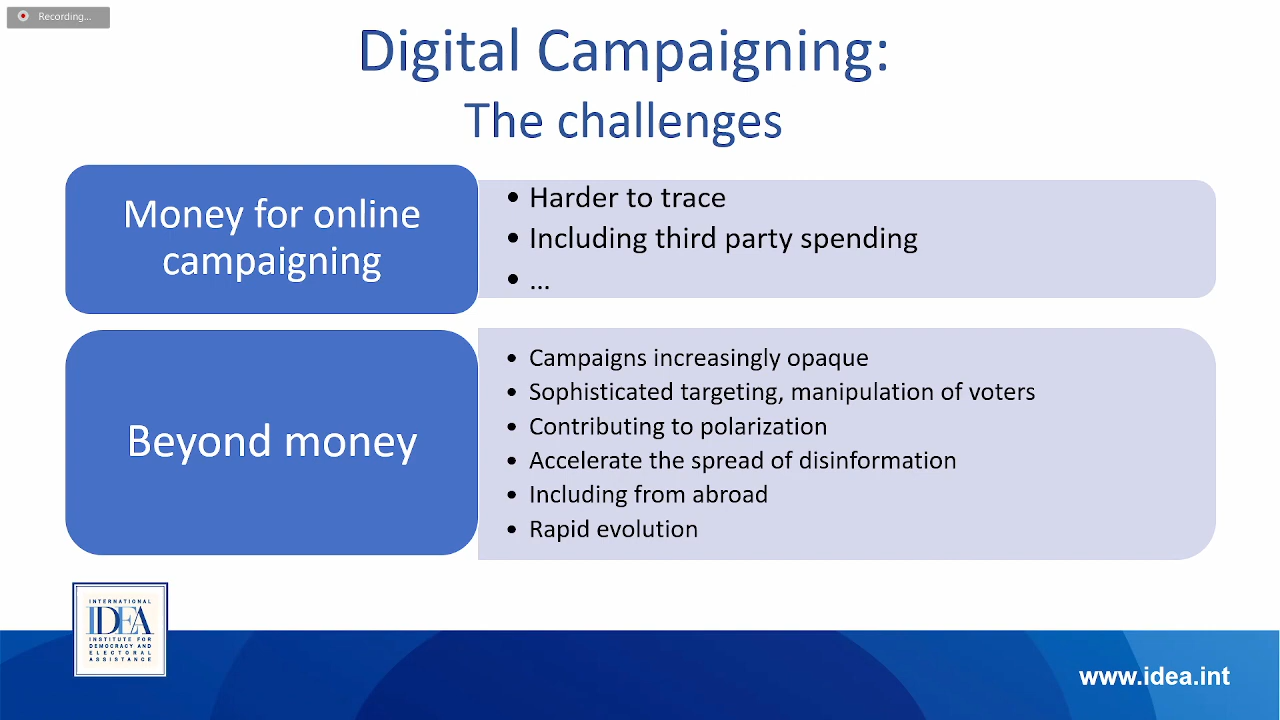 Recording...
Digital Campaigning:
The challenges
Money for online
campaigning
• Harder to trace
• Including third party spending
• ...
Beyond money
• Campaigns increasingly opaque
• Sophisticated targeting, manipulation of voters
• Contributing to polarization
• Accelerate the spread of disinformation
• Including from abroad
• Rapid evolution
INTERNATIONAL
IDEA
INSTITUTE FOR
DEMOCRACY AND
ELECTORAL
ASSISTANCE
www.idea.int